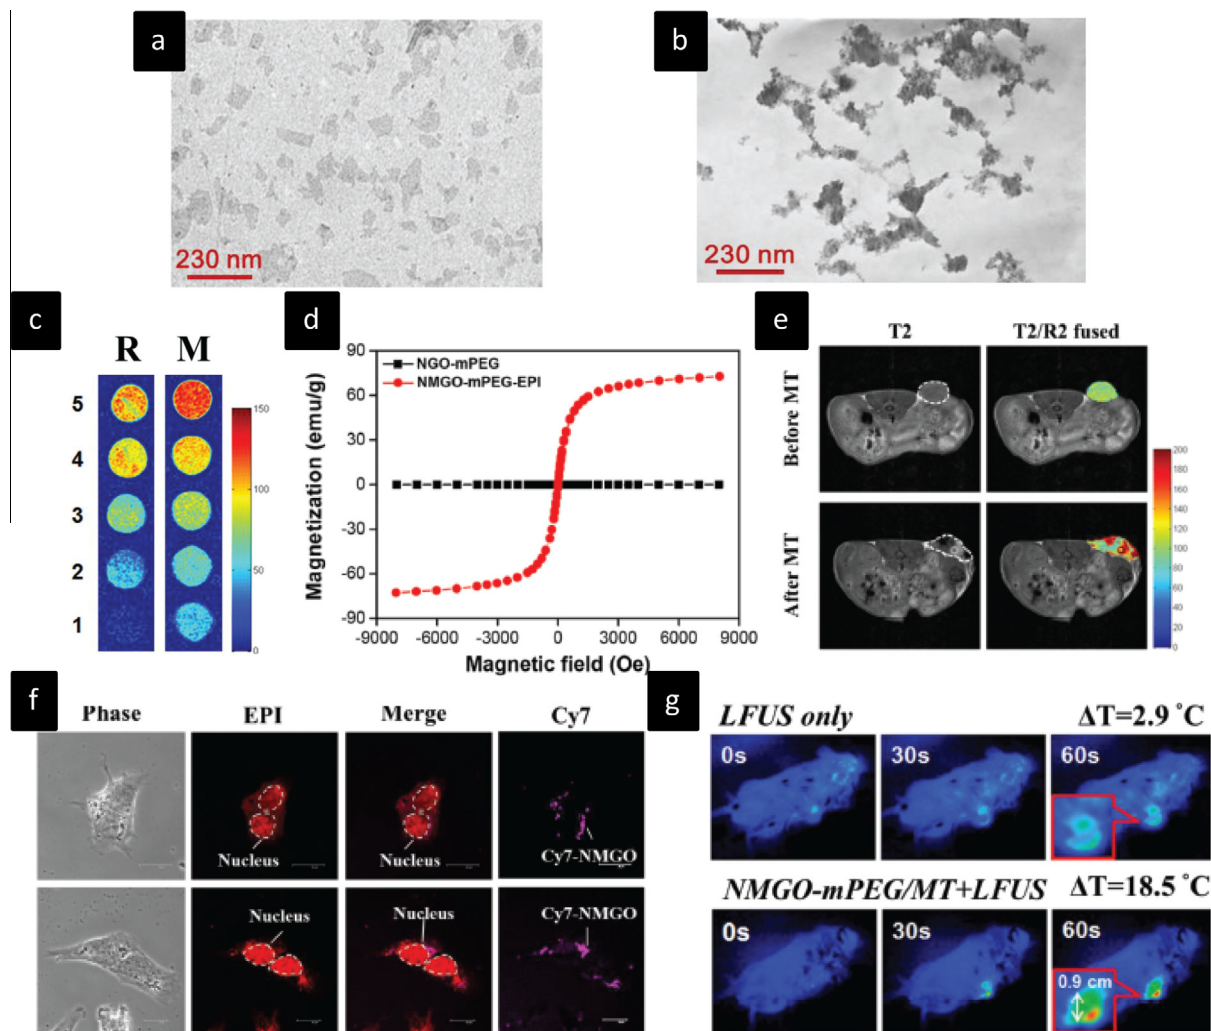 a
b
230 nm
230 nm
c
R
M
5
4
3
2
1
150
100
50
0
d
90
60
30
0
-30
-60
-90
NGO-mPEG
NMGO-mPEG-EPI
Magnetization (emu/g)
-9000 -6000 -3000 0 3000 6000 9000
Magnetic field (Oe)
e
T2
T2/R2 fused
Before MT
After MT
200
180
160
140
120
100
80
60
40
20
0
f
Phase
EPI
Merge
Cy7
Nucleus
Nucleus
Cy7-NMGO
Nucleus
Nucleus
Cy7-NMGO
g
LFUS only
ΔT=2.9 ˚C
0s
30s
60s
NMGO-mPEG/MT+LFUS
ΔT=18.5 ˚C
0s
30s
60s
0.9 cm